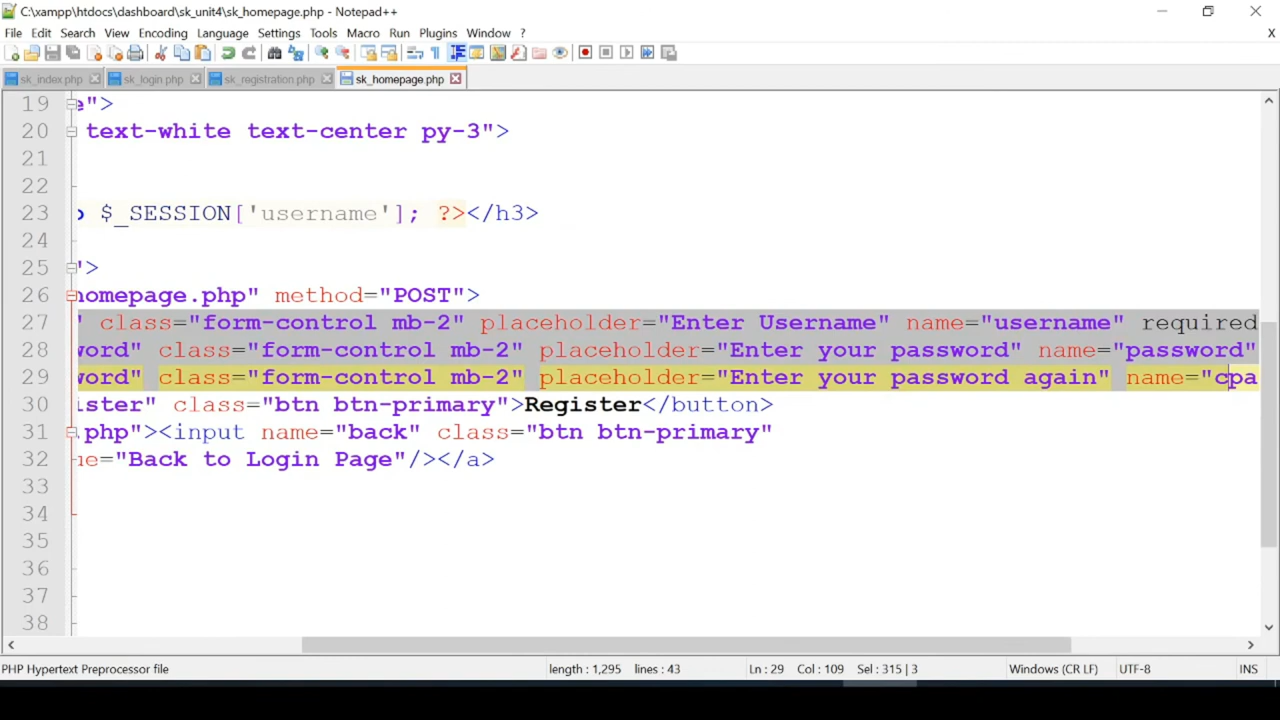 C:\xampp\htdocs\dashboard\sk_unit4\sk_homepage.php - Notepad++
File Edit Search View Encoding Language Settings Tools Macro Run Plugins Window ? X
sk_index.php sk_login.php sk_registration.php sk_homepage.php
19 e">
20 text-white text-center py-3">
21
22
23 o $_SESSION['username']; ?></h3>
24
25 ">
26 homepage.php" method="POST">
27 " class="form-control mb-2" placeholder="Enter Username" name="username" required
28 word" class="form-control mb-2" placeholder="Enter your password" name="password"
29 word" class="form-control mb-2" placeholder="Enter your password again" name="cpa
30 ister" class="btn btn-primary">Register</button>
31 .php"><input name="back" class="btn btn-primary"
32 ue="Back to Login Page"/></a>
33
34
35
36
37
38
PHP Hypertext Preprocessor file length : 1,295 lines : 43 Ln : 29 Col : 109 Sel : 315 | 3 Windows (CR LF) UTF-8 INS